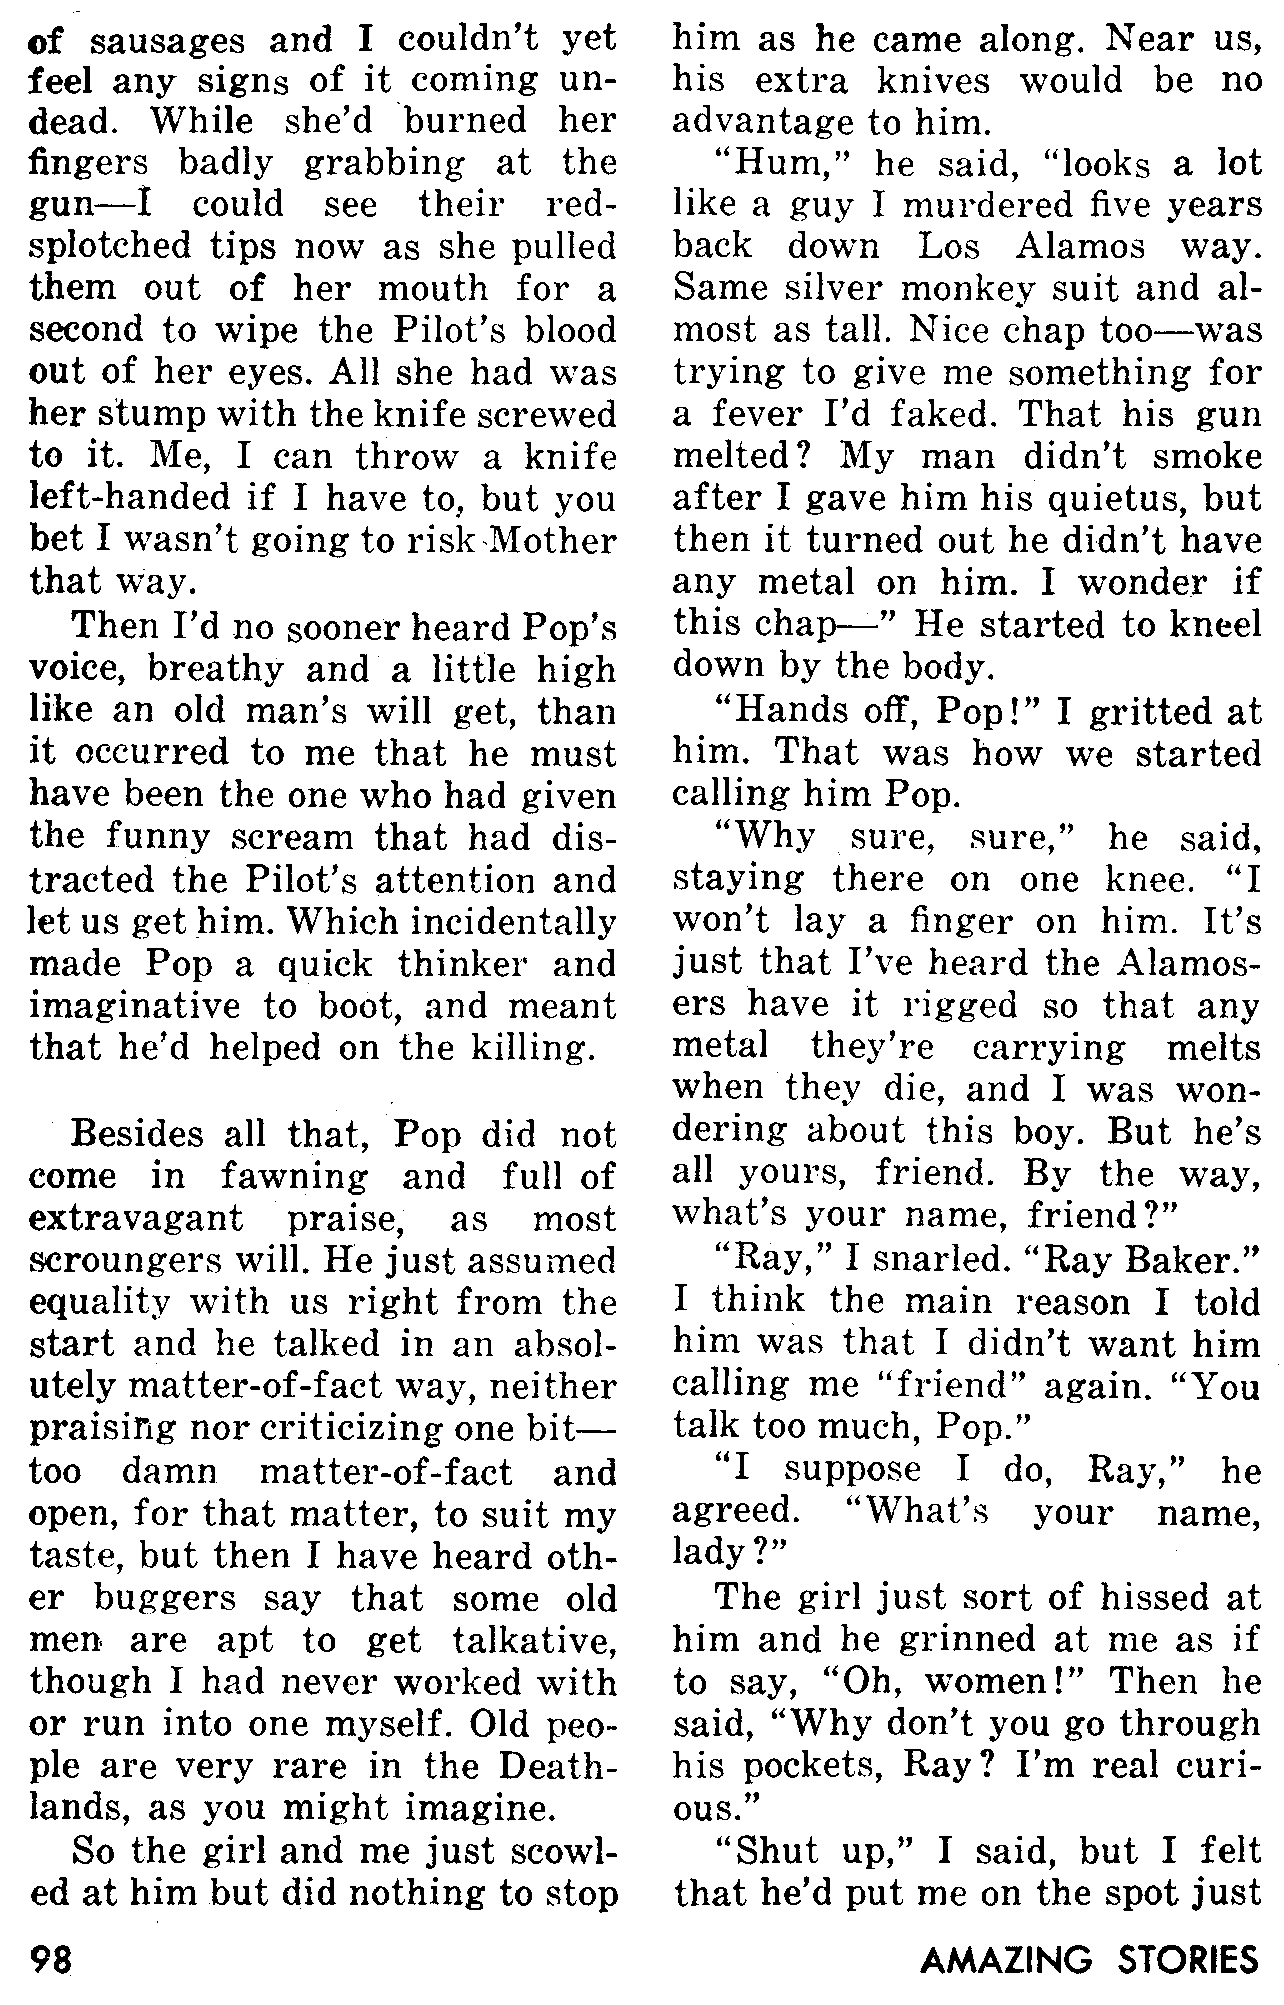 of sausages and I couldn't yet
feel any signs of it coming un-
dead. While she'd burned her
fingers badly grabbing at the
gun—I could see their red-
splotched tips now as she pulled
them out of her mouth for a
second to wipe the Pilot's blood
out of her eyes. All she had was
her stump with the knife screwed
to it. Me, I can throw a knife
left-handed if I have to, but you
bet I wasn't going to risk Mother
that way.
Then I'd no sooner heard Pop's
voice, breathy and a little high
like an old man's will get, than
it occurred to me that he must
have been the one who had given
the funny scream that had dis-
tracted the Pilot's attention and
let us get him. Which incidentally
made Pop a quick thinker and
imaginative to boot, and meant
that he'd helped on the killing.
Besides all that, Pop did not
come in fawning and full of
extravagant praise, as most
scroungers will. He just assumed
equality with us right from the
start and he talked in an absol-
utely matter-of-fact way, neither
praising nor criticizing one bit—
too damn matter-of-fact and
open, for that matter, to suit my
taste, but then I have heard oth-
er buggers say that some old
men are apt to get talkative,
though I had never worked with
or run into one myself. Old peo-
ple are very rare in the Death-
lands, as you might imagine.
So the girl and me just scowl-
ed at him but did nothing to stop
him as he came along. Near us,
his extra knives would be no
advantage to him.
"Hum," he said, "looks a lot
like a guy I murdered five years
back down Los Alamos way.
Same silver monkey suit and al-
most as tall. Nice chap too—was
trying to give me something for
a fever I'd faked. That his gun
melted? My man didn't smoke
after I gave him his quietus, but
then it turned out he didn't have
any metal on him. I wonder if
this chap—" He started to kneel
down by the body.
"Hands off, Pop!" I gritted at
him. That was how we started
calling him Pop.
"Why sure, sure," he said,
staying there on one knee. "I
won't lay a finger on him. It's
just that I've heard the Alamos-
ers have it rigged so that any
metal they're carrying melts
when they die, and I was won-
dering about this boy. But he's
all yours, friend. By the way,
what's your name, friend?"
"Ray," I snarled. "Ray Baker."
I think the main reason I told
him was that I didn't want him
calling me "friend" again. "You
talk too much, Pop."
"I suppose I do, Ray," he
agreed. "What's your name,
lady?"
The girl just sort of hissed at
him and he grinned at me as if
to say, "Oh, women!" Then he
said, "Why don't you go through
his pockets, Ray? I'm real curi-
ous."
"Shut up," I said, but I felt
that he'd put me on the spot just
98 AMAZING STORIES